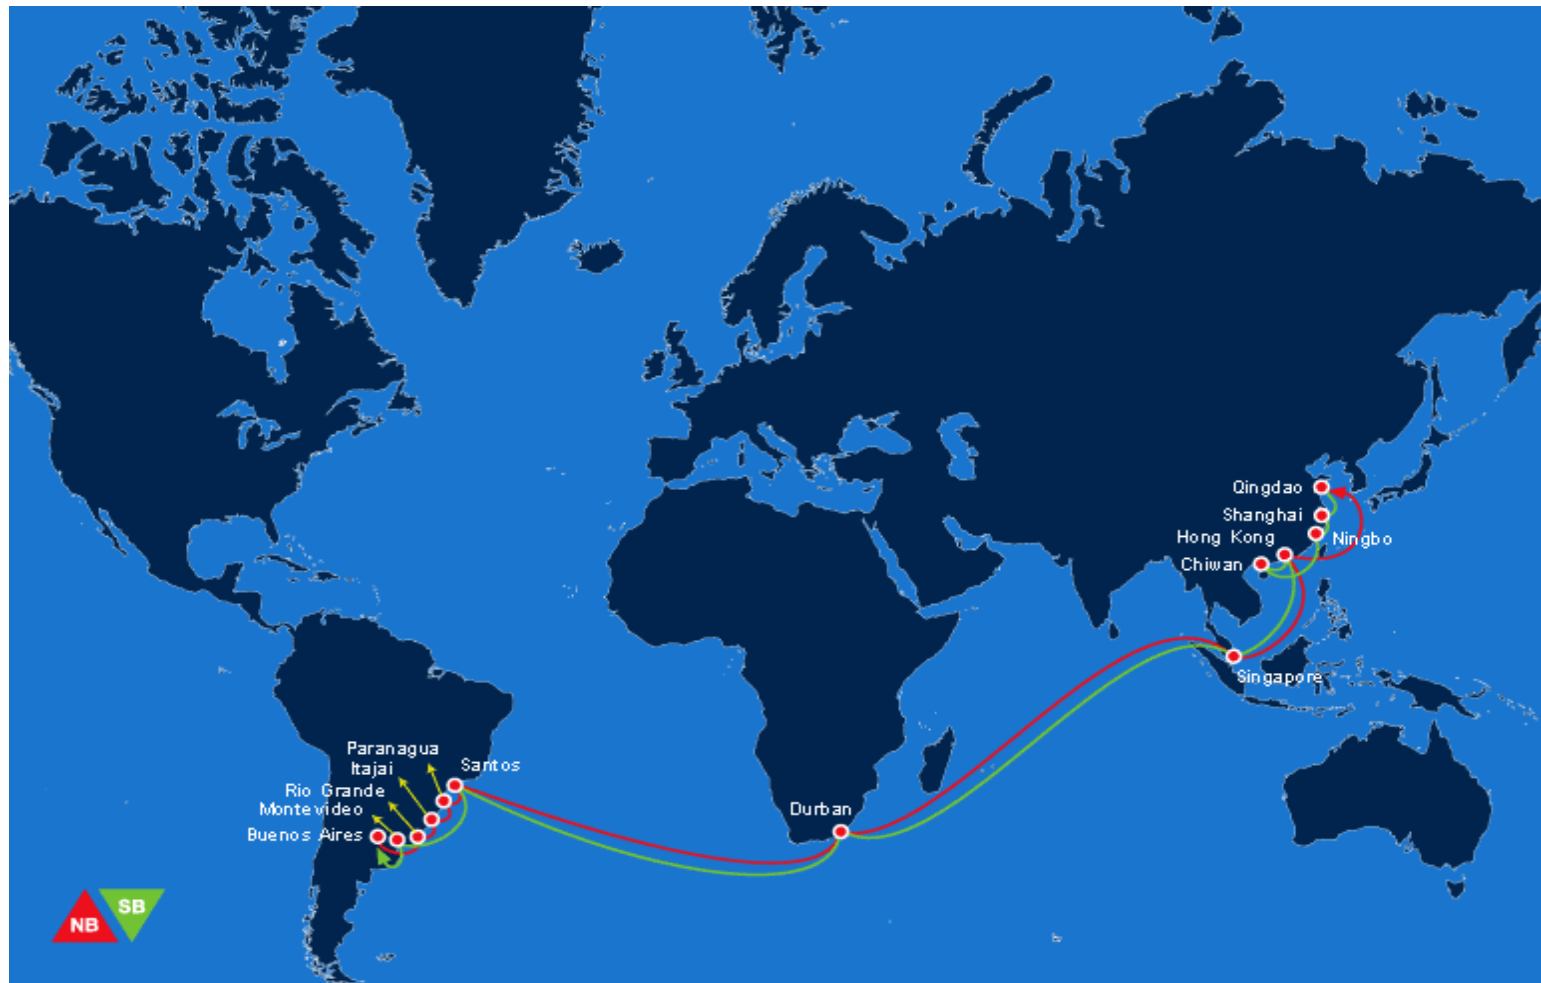 Qingdao
Shanghai
Hong Kong
Ningbo
Chiwan
Singapore
Paranagua
Santos
Itajai
Rio Grande
Montevideo
Durban
Buenos Aires
SB
NB